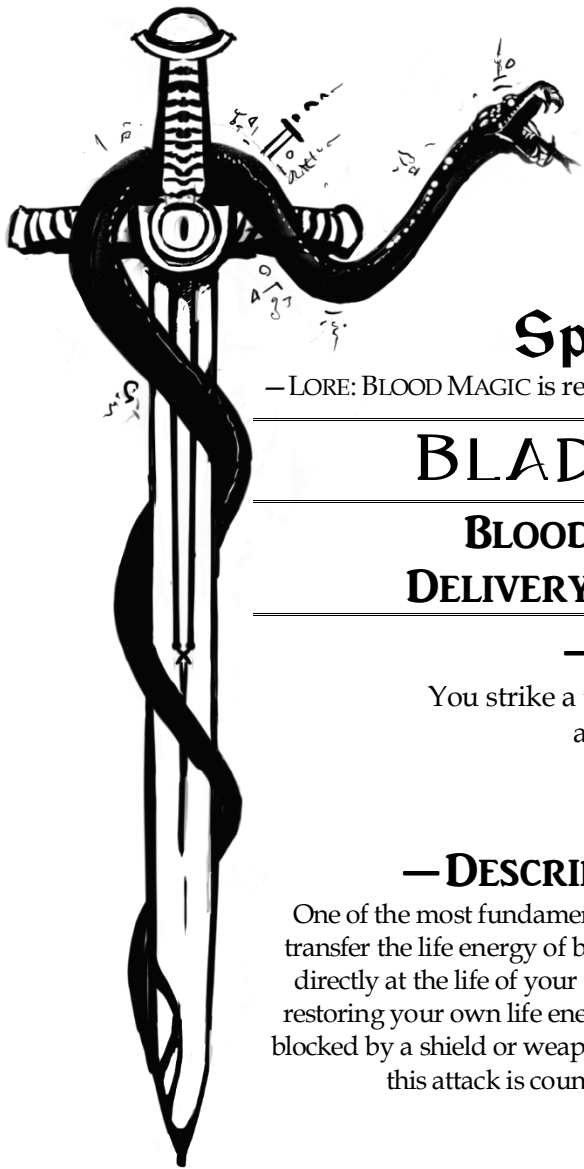 Sp
—LORE: BLOOD MAGIC is re
BLAD
BLOOD
DELIVERY
—
You strike a
a
—DESCRI
One of the most fundamen
transfer the life energy of b
directly at the life of your
restoring your own life ene
blocked by a shield or weap
this attack is coun